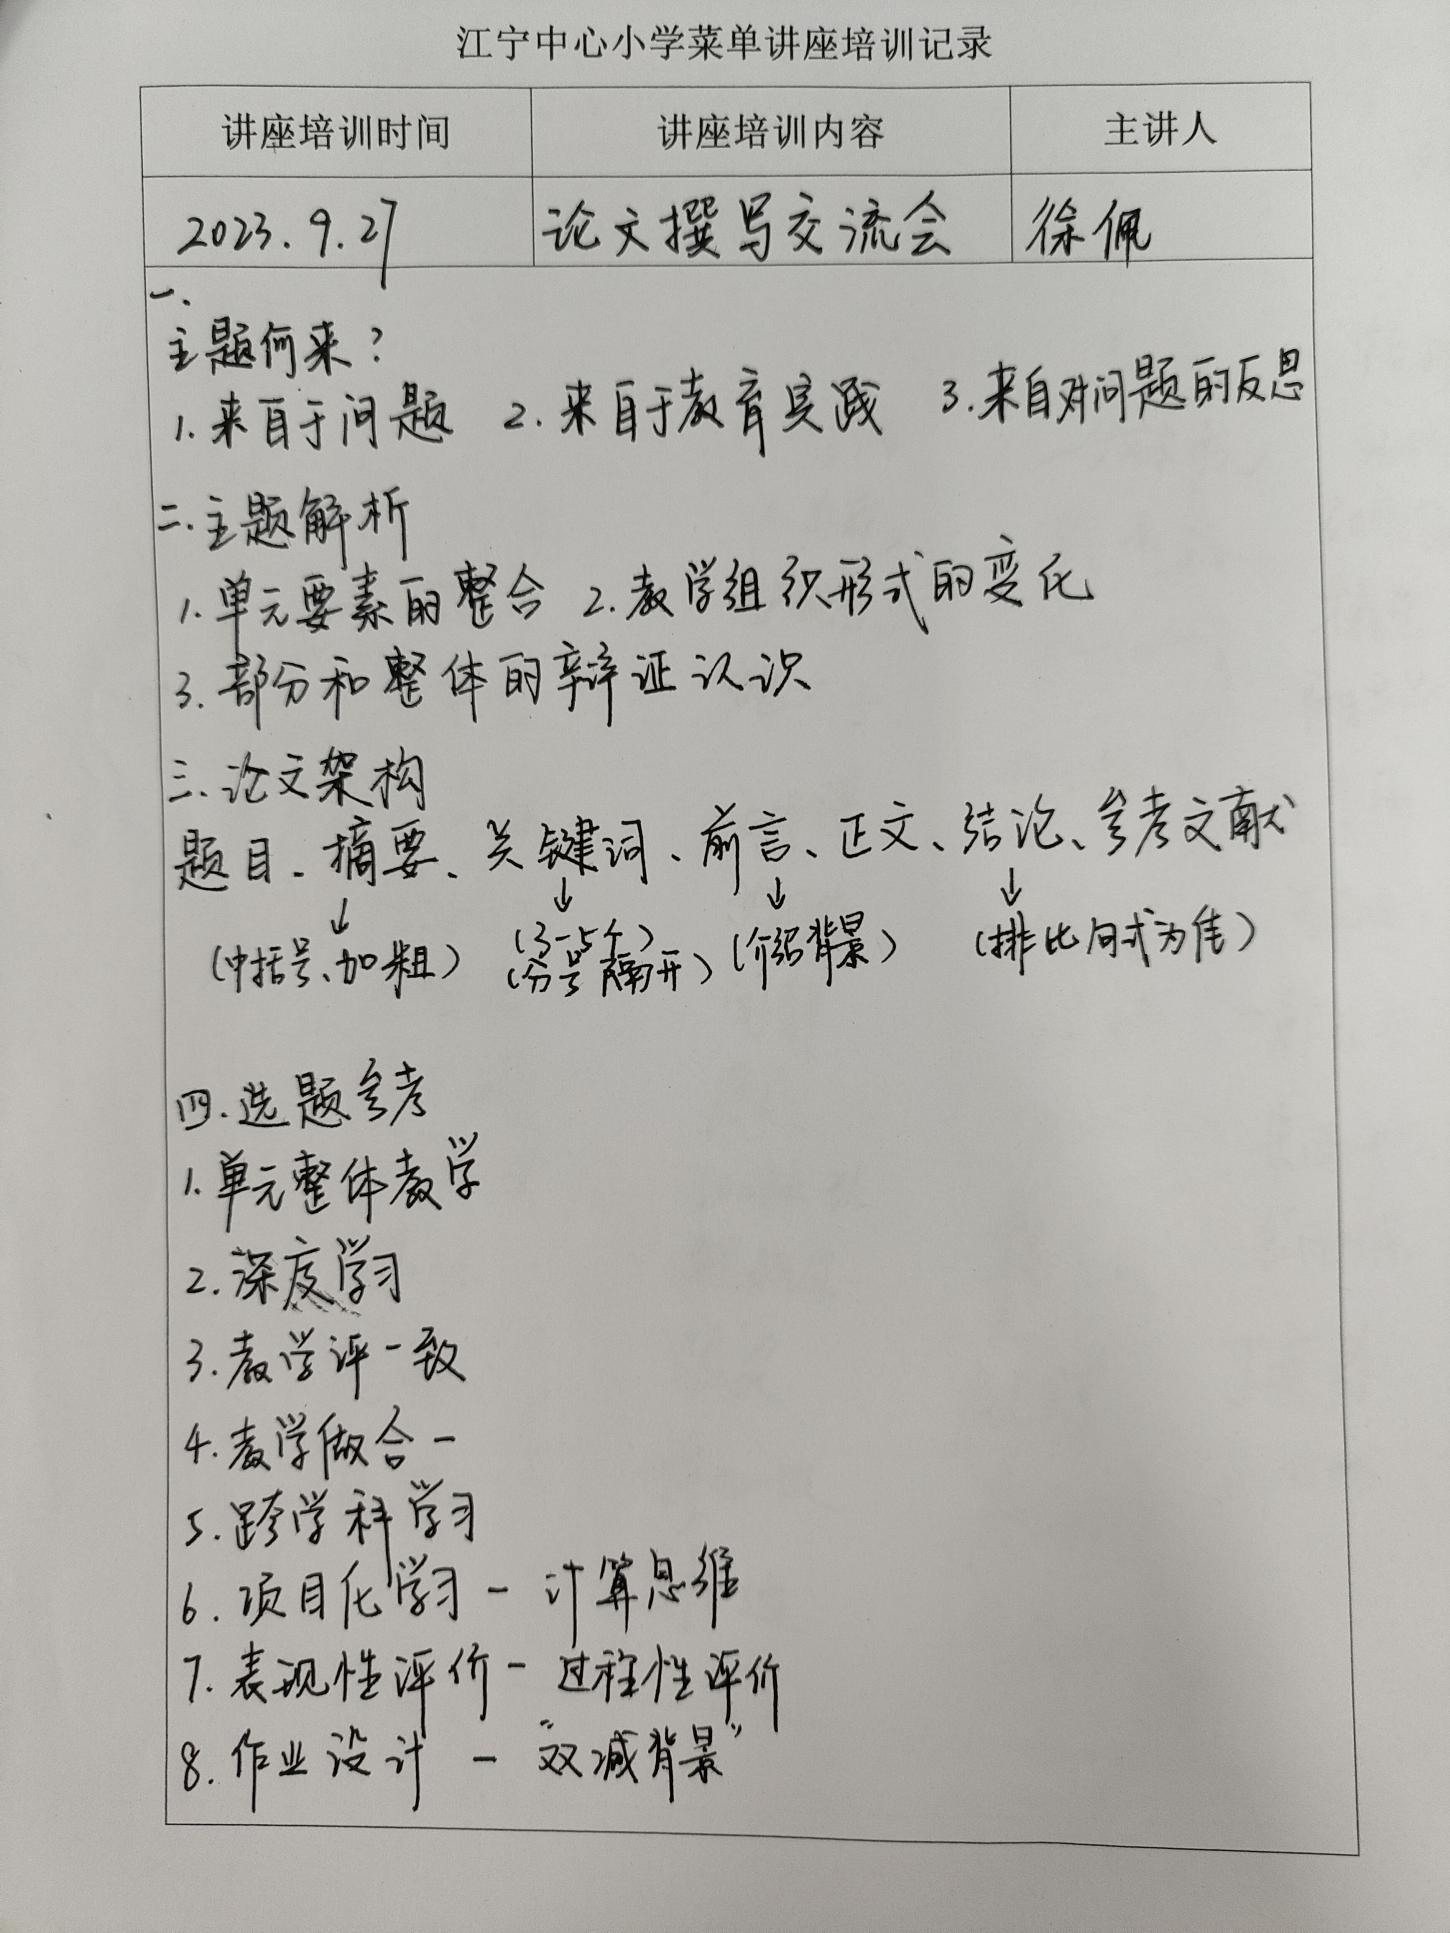 江宁中心小学菜单讲座培训记录
讲座培训时间 讲座培训内容 主讲人
2023.9.27 论文撰写交流会 徐佩
一、
主题何来?
1.来自于问题 2.来自于教育实践 3.来自对问题的反思
二.主题解析
1.单元要素的整合 2.教学组织形式的变化
3.部分和整体的辩证认识
三.论文架构
题目、摘要、关键词、前言、正文、结论、参考文献
↓ ↓ ↓ ↓
(中括号、加粗) (3-5个) (介绍背景) (排比句式为佳)
(分号隔开)
四.选题参考
1.单元整体教学
2.深度学习
3.教学评一致
4.教学做合一
5.跨学科学习
6.项目化学习-计算思维
7.表现性评价-过程性评价
8.作业设计-“双减背景”